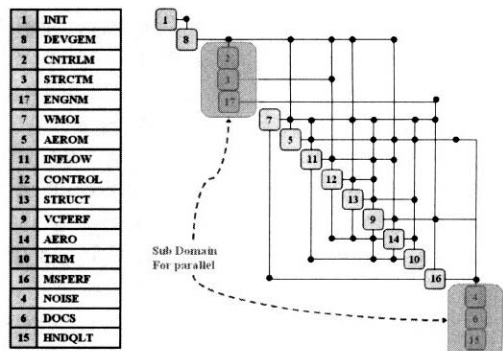 1 INIT
8 DEVGEM
2 CNTRLM
3 STRCTM
17 ENGNM
7 WMOI
5 AEROM
11 INFLOW
12 CONTROL
13 STRUCT
9 VCPERF
14 AERO
10 TRIM
16 MSPERF
4 NOISE
6 DOCS
15 HNDQLT
1
8
2
3
17
7
5
11
12
13
9
14
10
16
4
6
15
Sub Domain
For parallel